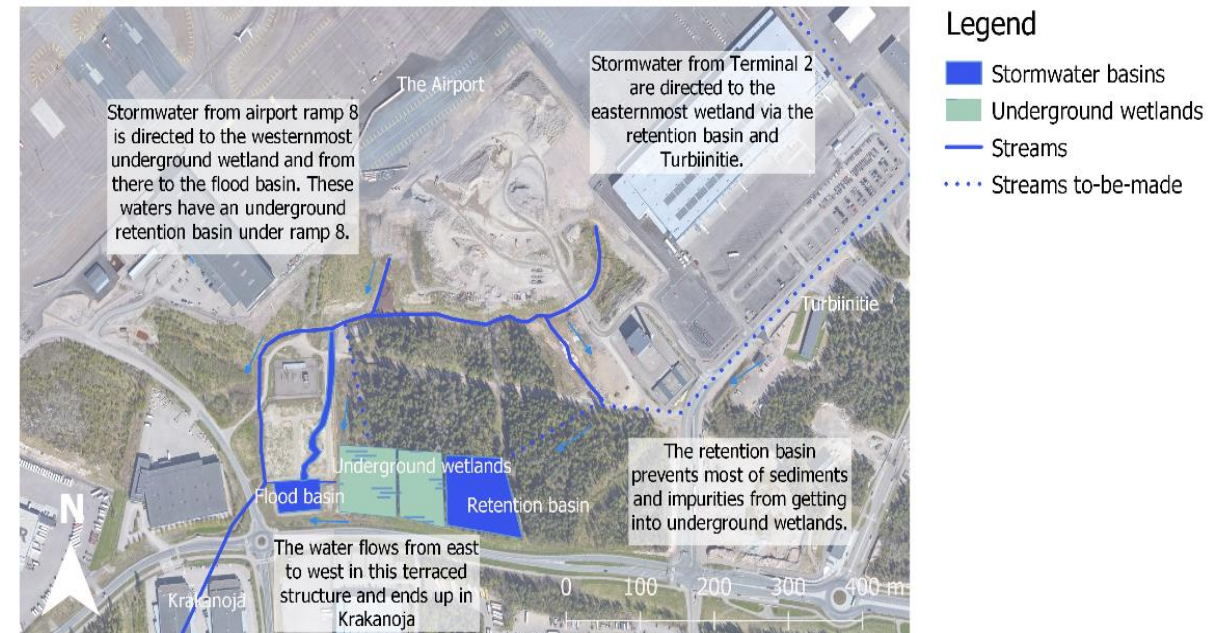 The Airport
Stormwater from airport ramp 8
is directed to the westernmost
underground wetland and from
there to the flood basin. These
waters have an underground
retention basin under ramp 8.
Stormwater from Terminal 2
are directed to the
easternmost wetland via the
retention basin and
Turbiinitie.
Turbiinitie
Underground wetlands
Flood basin
Retention basin
The retention basin
prevents most of sediments
and impurities from getting
into underground wetlands.
The water flows from east
to west in this terraced
structure and ends up in
Krakanoja
Krakanoja
N
0 100 200 300 400 m
Legend
Stormwater basins
Underground wetlands
Streams
Streams to-be-made